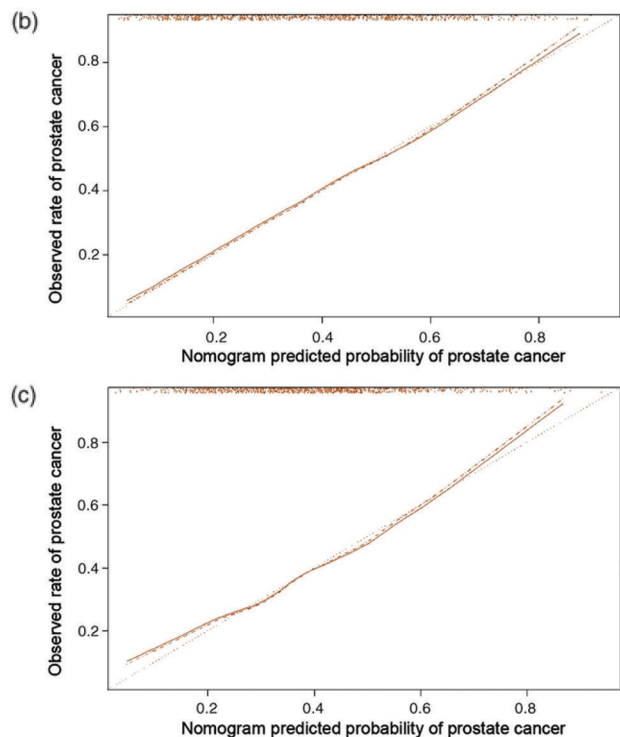 (b)
Observed rate of prostate cancer
0.8
0.6
0.4
0.2
0.2 0.4 0.6 0.8
Nomogram predicted probability of prostate cancer
(c)
Observed rate of prostate cancer
0.8
0.6
0.4
0.2
0.2 0.4 0.6 0.8
Nomogram predicted probability of prostate cancer